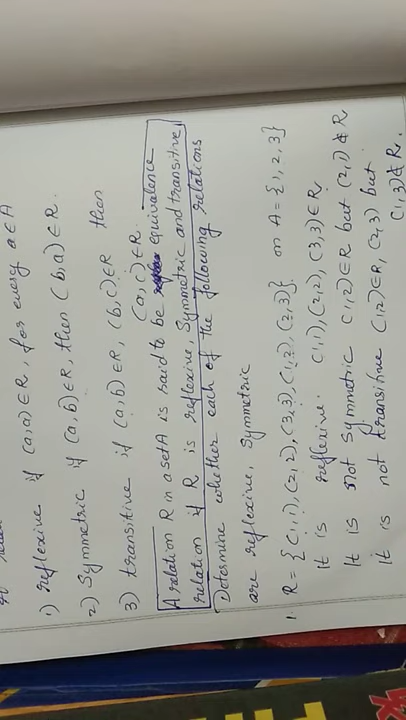 1) reflexive if (a,a) ∈ R, for every a ∈ A
2) Symmetric if (a,b) ∈ R, then (b,a) ∈ R.
3) transitive if (a,b) ∈ R, (b,c) ∈ R then
(a,c) ∈ R.
A relation R in a set A is said to be equivalence
relation if R is reflexive, Symmetric and transitive
Determine whether each of the following relations
are reflexive, Symmetric
1. R = {(1,1), (2,2), (3,3), (1,2), (2,3)} on A = {1, 2, 3}
It is reflexive. (1,1), (2,2), (3,3) ∈ R
It is not symmetric (1,2) ∈ R but (2,1) ∉ R
It is not transitive (1,2) ∈ R, (2,3) but
(1,3) ∉ R.